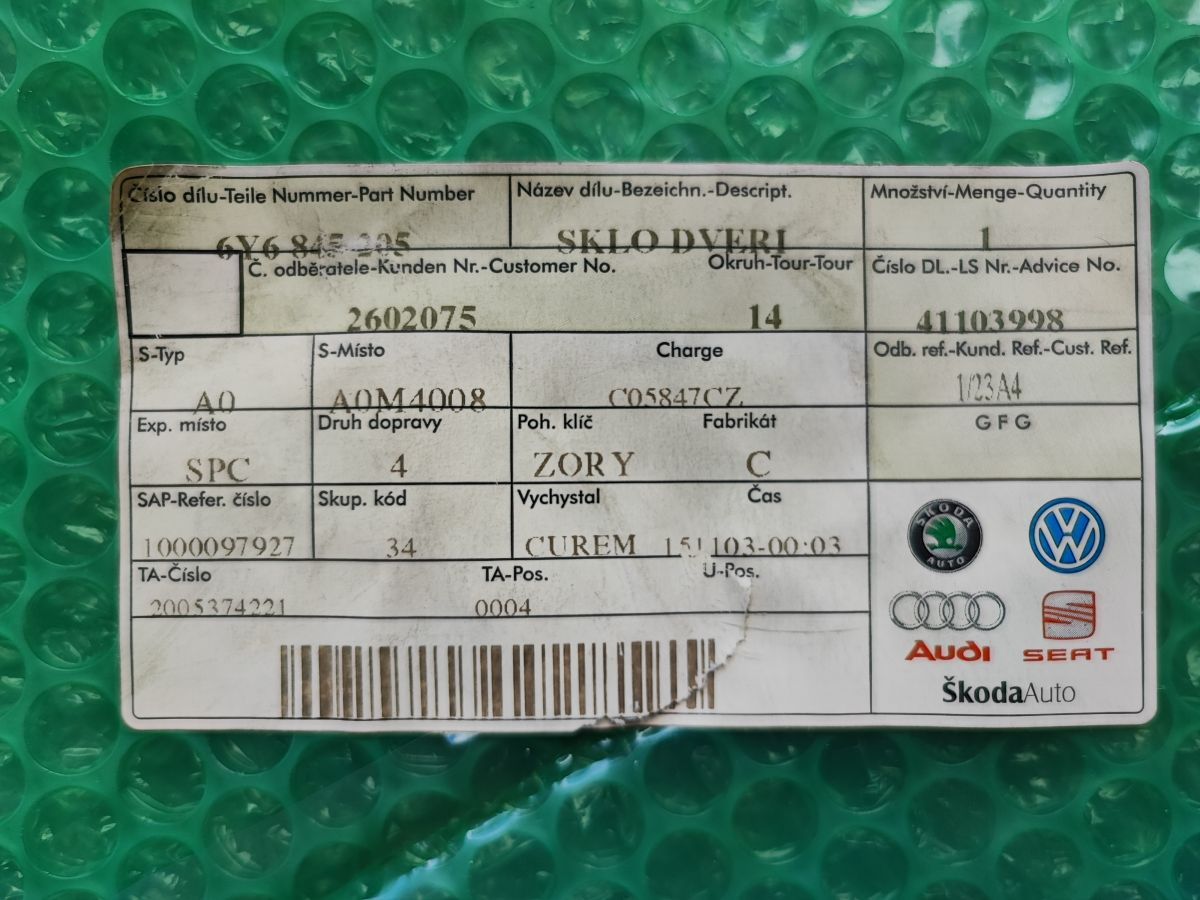 Číslo dílu-Teile Nummer-Part Number Název dílu-Bezeichn.-Descript. Množství-Menge-Quantity
6Y6 845 205 SKLO DVERI 1
Č. odběratele-Kunden Nr.-Customer No. Okruh-Tour-Tour Číslo DL.-LS Nr.-Advice No.
2602075 14 41103998
S-Typ S-Místo Charge Odb. ref.-Kund. Ref.-Cust. Ref.
A0 A0M4008 C05847CZ 1/23A4
Exp. místo Druh dopravy Poh. klíč Fabrikát G F G
SPC 4 ZORY C
SAP-Refer. číslo Skup. kód Vychystal Čas
1000097927 34 CUREM 151103-00:03
TA-Číslo TA-Pos. U-Pos.
2005374221 0004
ŠKODA
AUTO
VW
Audi SEAT
ŠkodaAuto